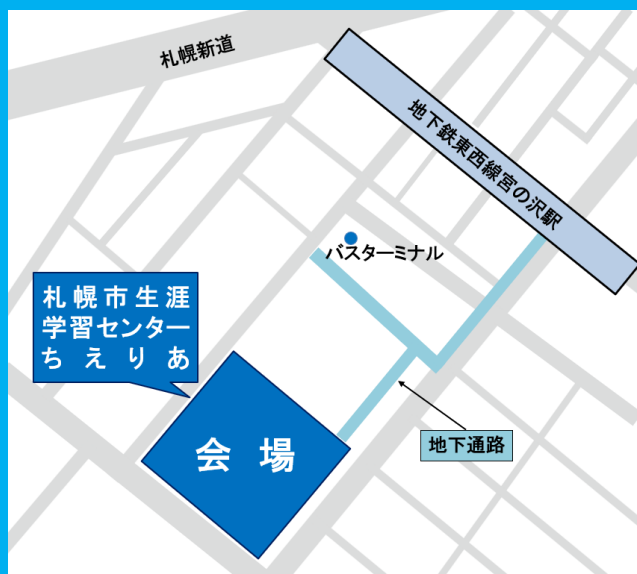 札幌新道
地下鉄東西線宮の沢駅
バスターミナル
札幌市生涯
学習センター
ちえりあ
会場
地下通路